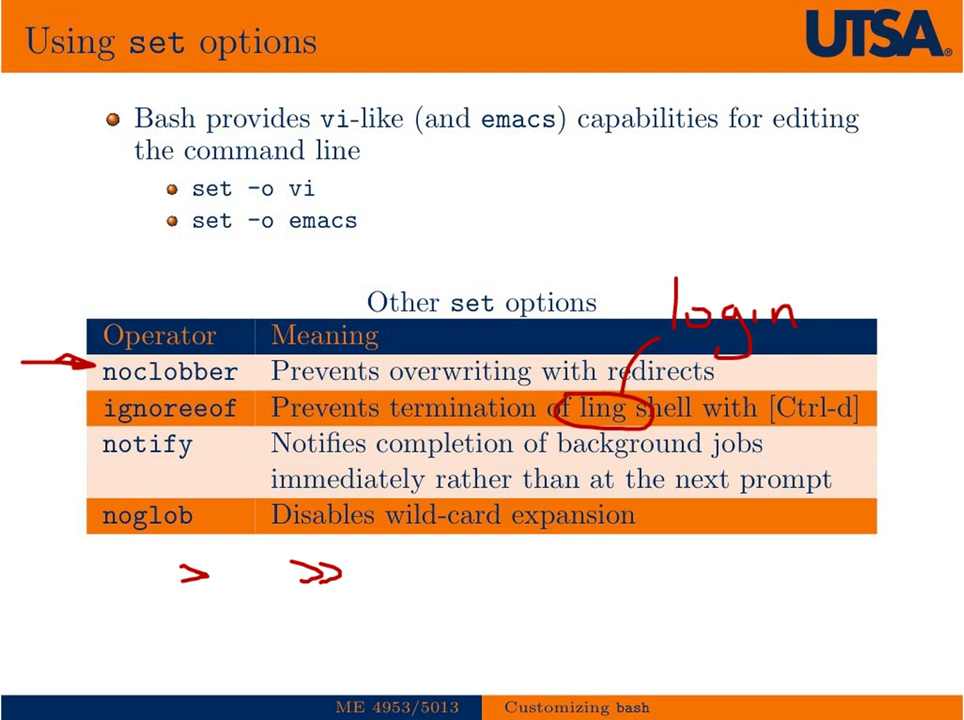 Using set options
UTSA®
Bash provides vi-like (and emacs) capabilities for editing
the command line
set -o vi
set -o emacs
login
Other set options
Operator Meaning
noclobber Prevents overwriting with redirects
ignoreeof Prevents termination of ling shell with [Ctrl-d]
notify Notifies completion of background jobs
immediately rather than at the next prompt
noglob Disables wild-card expansion
> >>
ME 4953/5013 Customizing bash